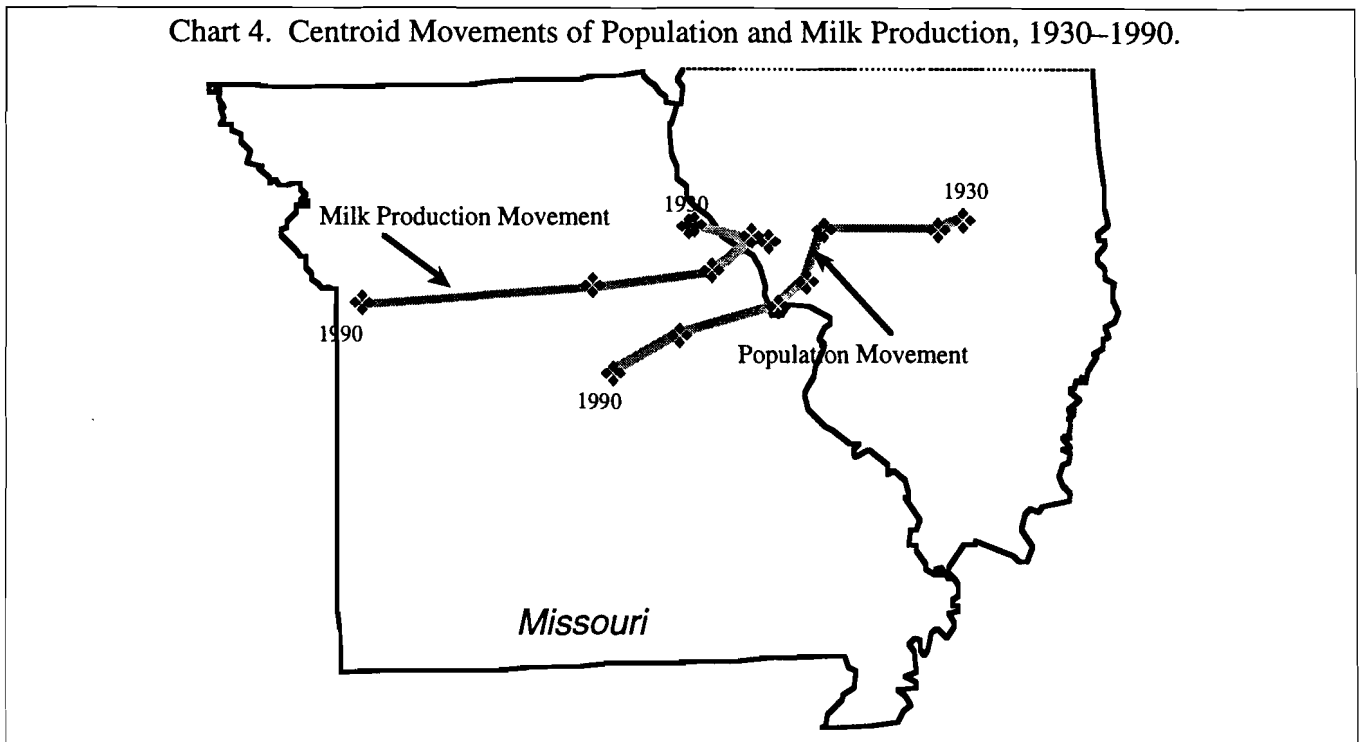 Chart 4. Centroid Movements of Population and Milk Production, 1930–1990.
1930
1930
Milk Production Movement
1990
Population Movement
1990
Missouri